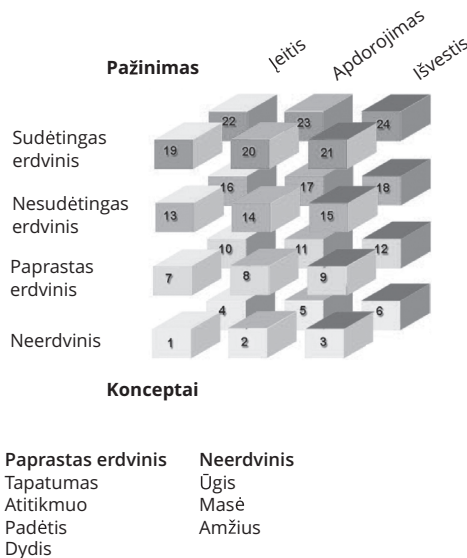 Pažinimas
Įeitis
Apdorojimas
Išvestis
22 23 24
Sudėtingas
erdvinis
19 20 21
16 17 18
Nesudėtingas
erdvinis
13 14 15
10 11 12
Paprastas
erdvinis
7 8 9
4 5 6
Neerdvinis
1 2 3
Konceptai
Paprastas erdvinis Neerdvinis
Tapatumas Ūgis
Atitikmuo Masė
Padėtis Amžius
Dydis